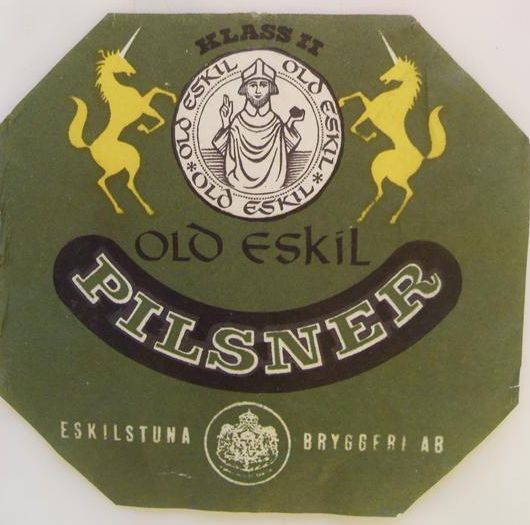 KLASS II
OLD ESKIL * OLD ESKIL * OLD ESKIL
OLD ESKIL
PILSNER
ESKILSTUNA BRYGGERI AB